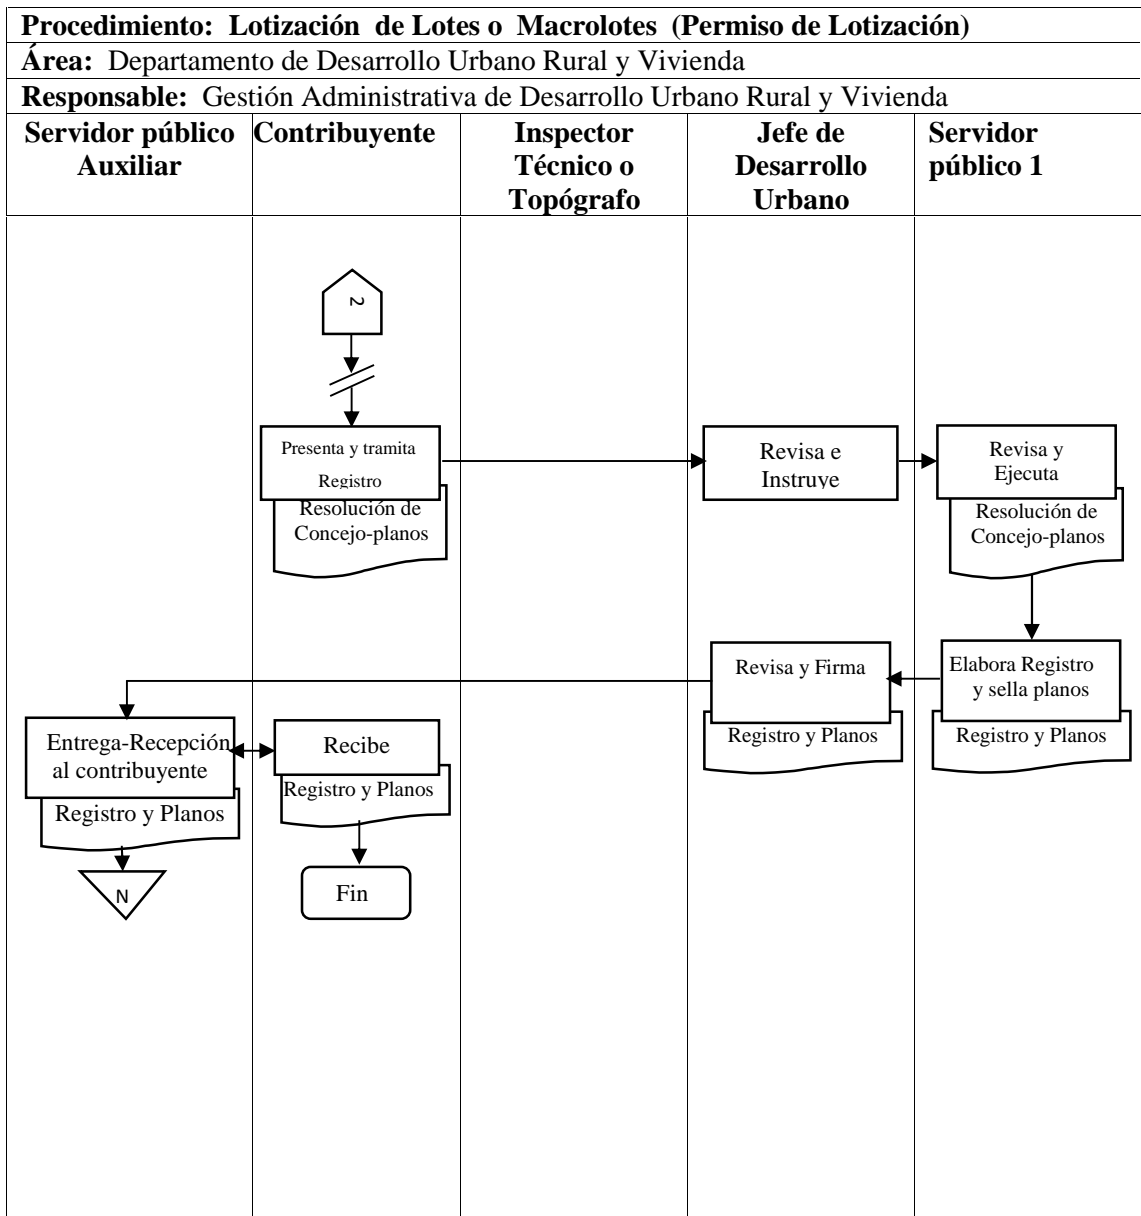 Procedimiento: Lotización de Lotes o Macrolotes (Permiso de Lotización)
Área: Departamento de Desarrollo Urbano Rural y Vivienda
Responsable: Gestión Administrativa de Desarrollo Urbano Rural y Vivienda
Servidor público
Auxiliar
Contribuyente
Inspector
Técnico o
Topógrafo
Jefe de
Desarrollo
Urbano
Servidor
público 1
2
Presenta y tramita
Registro
Resolución de
Concejo-planos
Revisa e
Instruye
Revisa y
Ejecuta
Resolución de
Concejo-planos
Elabora Registro
y sella planos
Registro y Planos
Revisa y Firma
Registro y Planos
Entrega-Recepción
al contribuyente
Registro y Planos
N
Recibe
Registro y Planos
Fin